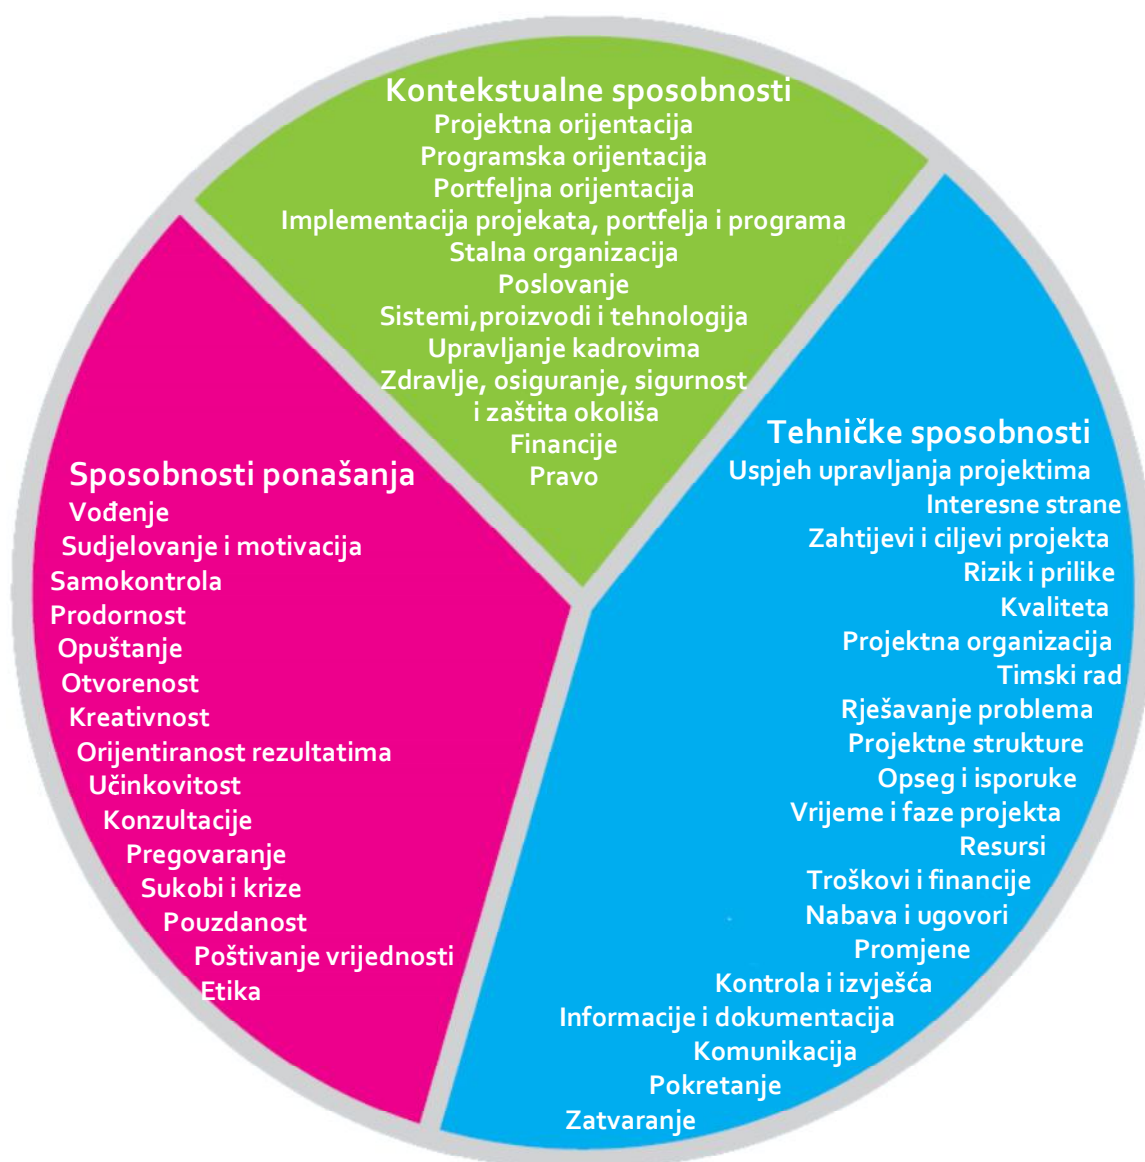 Kontekstualne sposobnosti
Projektna orijentacija
Programska orijentacija
Portfeljna orijentacija
Implementacija projekata, portfelja i programa
Stalna organizacija
Poslovanje
Sistemi,proizvodi i tehnologija
Upravljanje kadrovima
Zdravlje, osiguranje, sigurnost
i zaštita okoliša
Financije
Pravo
Sposobnosti ponašanja
Vođenje
Sudjelovanje i motivacija
Samokontrola
Prodornost
Opuštanje
Otvorenost
Kreativnost
Orijentiranost rezultatima
Učinkovitost
Konzultacije
Pregovaranje
Sukobi i krize
Pouzdanost
Poštivanje vrijednosti
Etika
Tehničke sposobnosti
Uspjeh upravljanja projektima
Interesne strane
Zahtijevi i ciljevi projekta
Rizik i prilike
Kvaliteta
Projektna organizacija
Timski rad
Rješavanje problema
Projektne strukture
Opseg i isporuke
Vrijeme i faze projekta
Resursi
Troškovi i financije
Nabava i ugovori
Promjene
Kontrola i izvješća
Informacije i dokumentacija
Komunikacija
Pokretanje
Zatvaranje